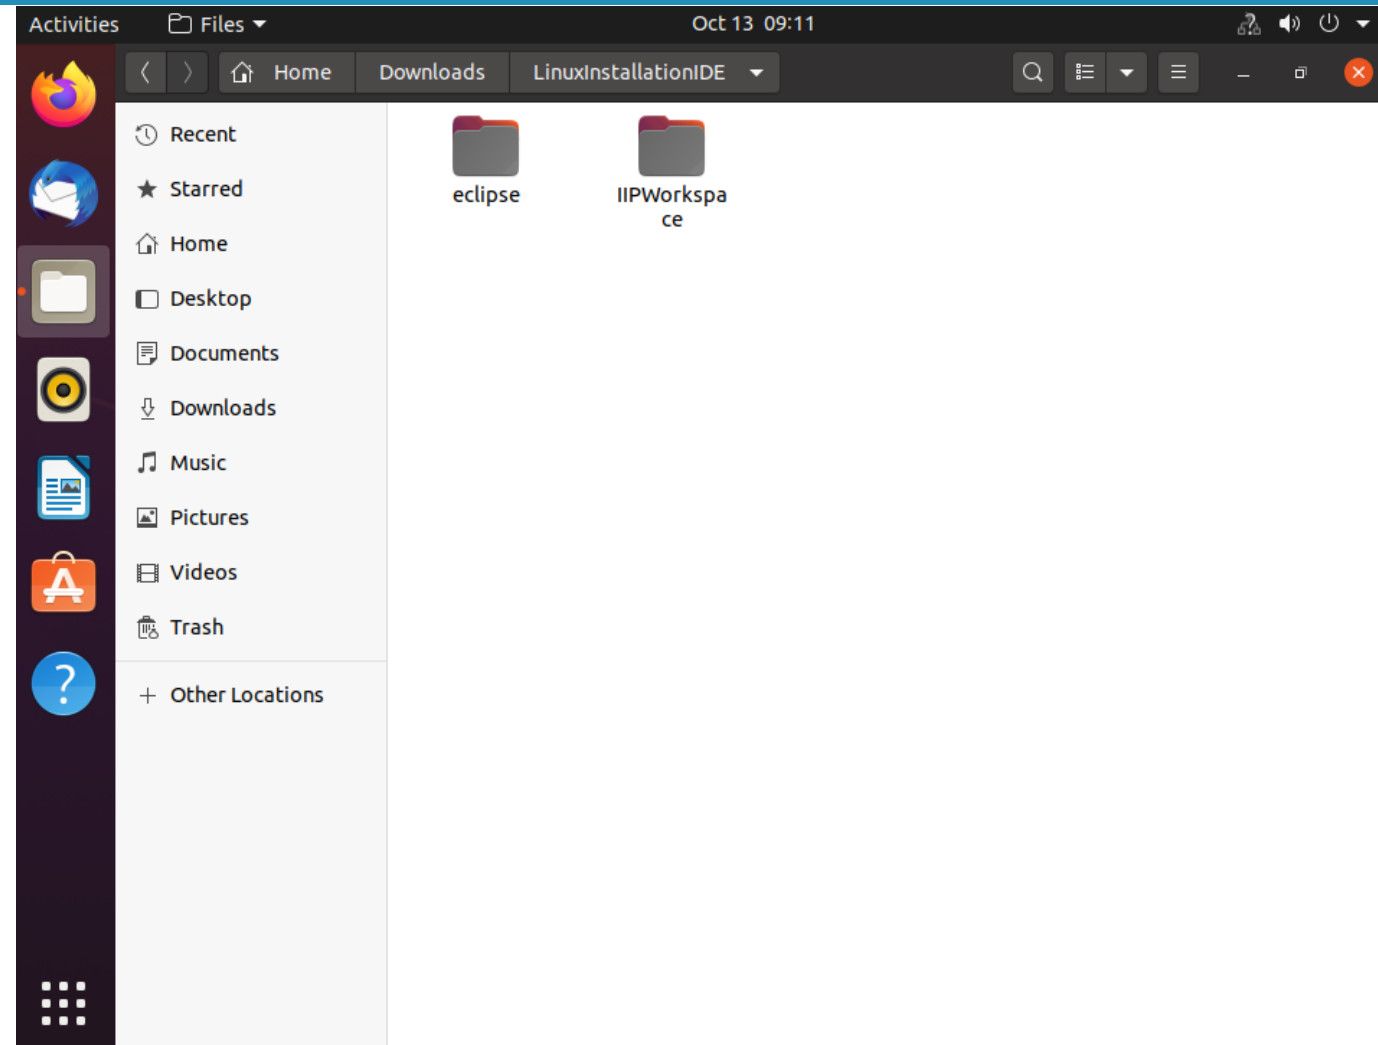 Activities Files Oct 13 09:11
Home Downloads LinuxInstallationIDE
Recent
Starred
Home
Desktop
Documents
Downloads
Music
Pictures
Videos
Trash
Other Locations
eclipse
IIPWorkspa
ce